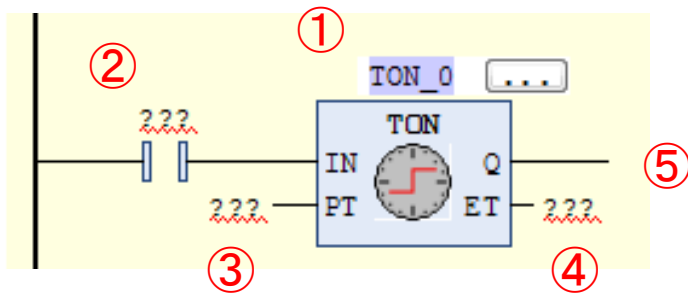 ①
②
TON_0 ...
???
TON
IN Q
⑤
??? PT ET ???
③ ④